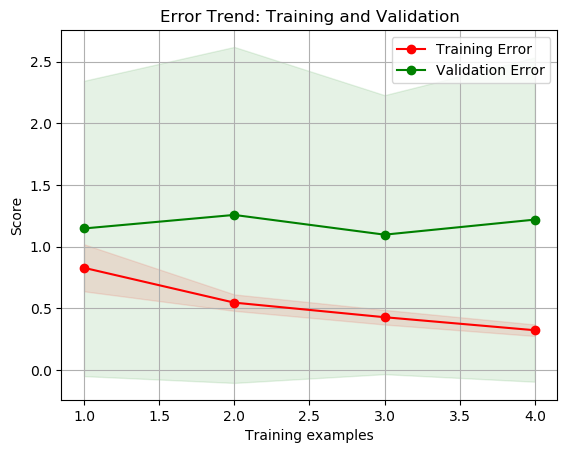 Error Trend: Training and Validation
Training Error
Validation Error
2.5
2.0
1.5
1.0
0.5
0.0
Score
1.0 1.5 2.0 2.5 3.0 3.5 4.0
Training examples